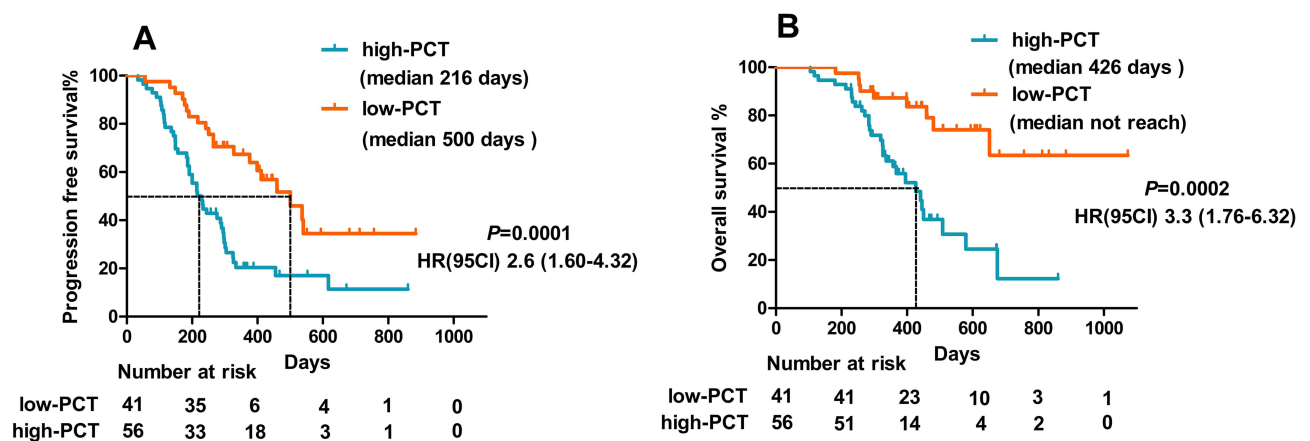 A
high-PCT
(median 216 days)
low-PCT
(median 500 days )
Progression free survival%
100
80
60
40
20
0
P=0.0001
HR(95CI) 2.6 (1.60-4.32)
0 200 400 600 800 1000
Days
Number at risk
low-PCT 41 35 6 4 1 0
high-PCT 56 33 18 3 1 0
B
high-PCT
(median 426 days )
low-PCT
(median not reach)
Overall survival %
100
80
60
40
20
0
P=0.0002
HR(95CI) 3.3 (1.76-6.32)
0 200 400 600 800 1000
Days
Number at risk
low-PCT 41 41 23 10 3 1
high-PCT 56 51 14 4 2 0